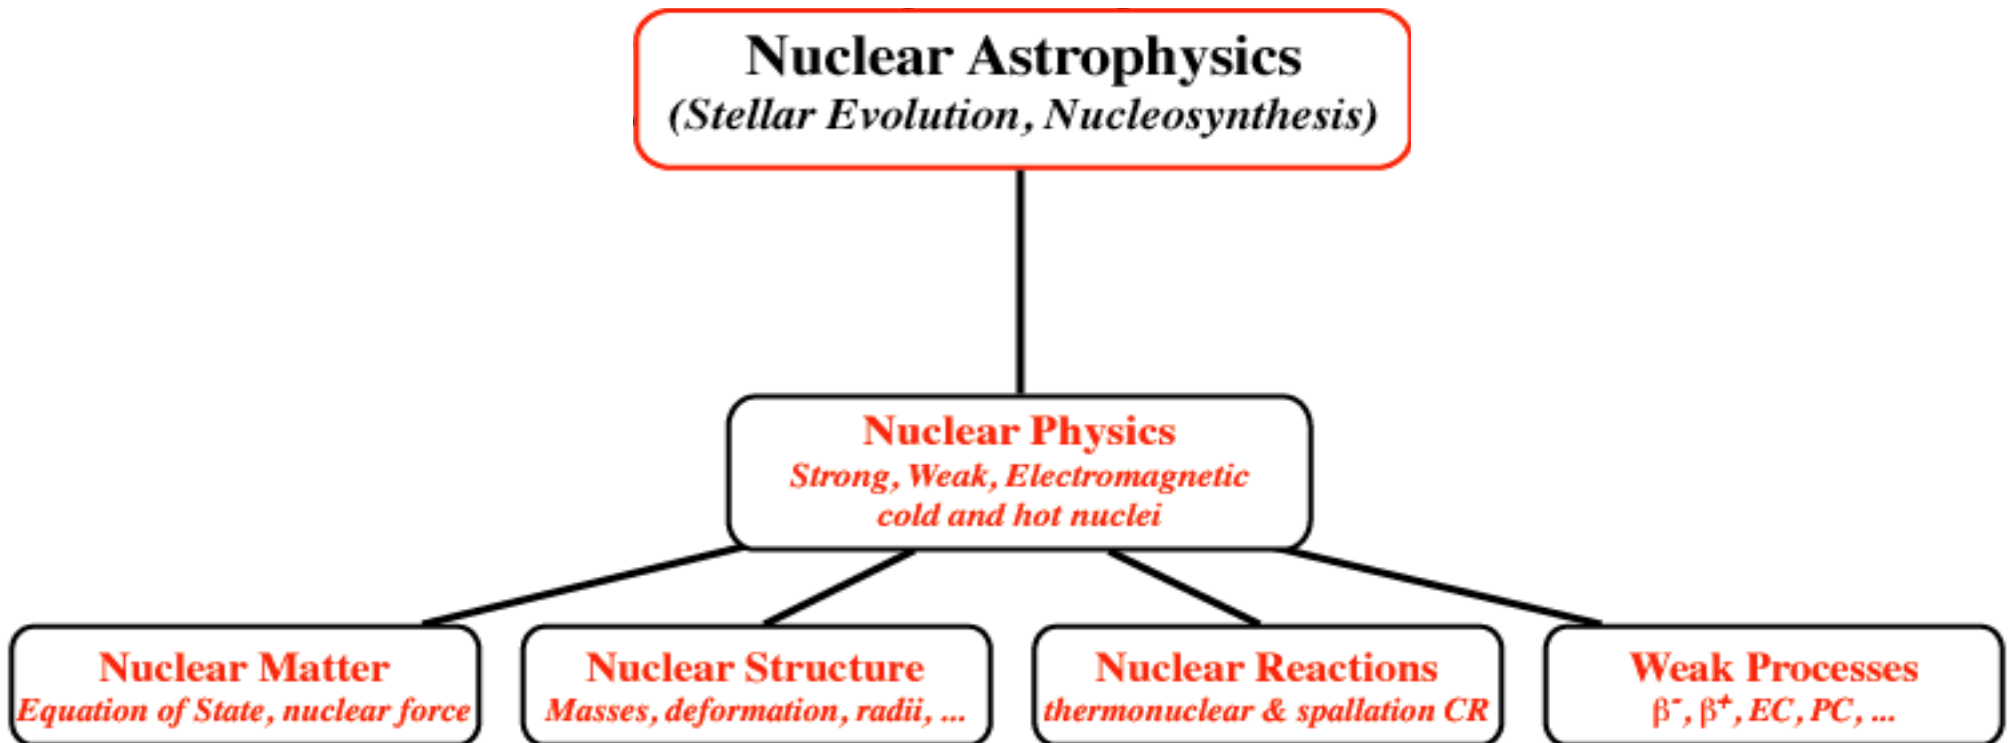 Nuclear Astrophysics
(Stellar Evolution, Nucleosynthesis)
Nuclear Physics
Strong, Weak, Electromagnetic
cold and hot nuclei
Nuclear Matter
Equation of State, nuclear force
Nuclear Structure
Masses, deformation, radii, ...
Nuclear Reactions
thermonuclear & spallation CR
Weak Processes
β⁻, β⁺, EC, PC, ...